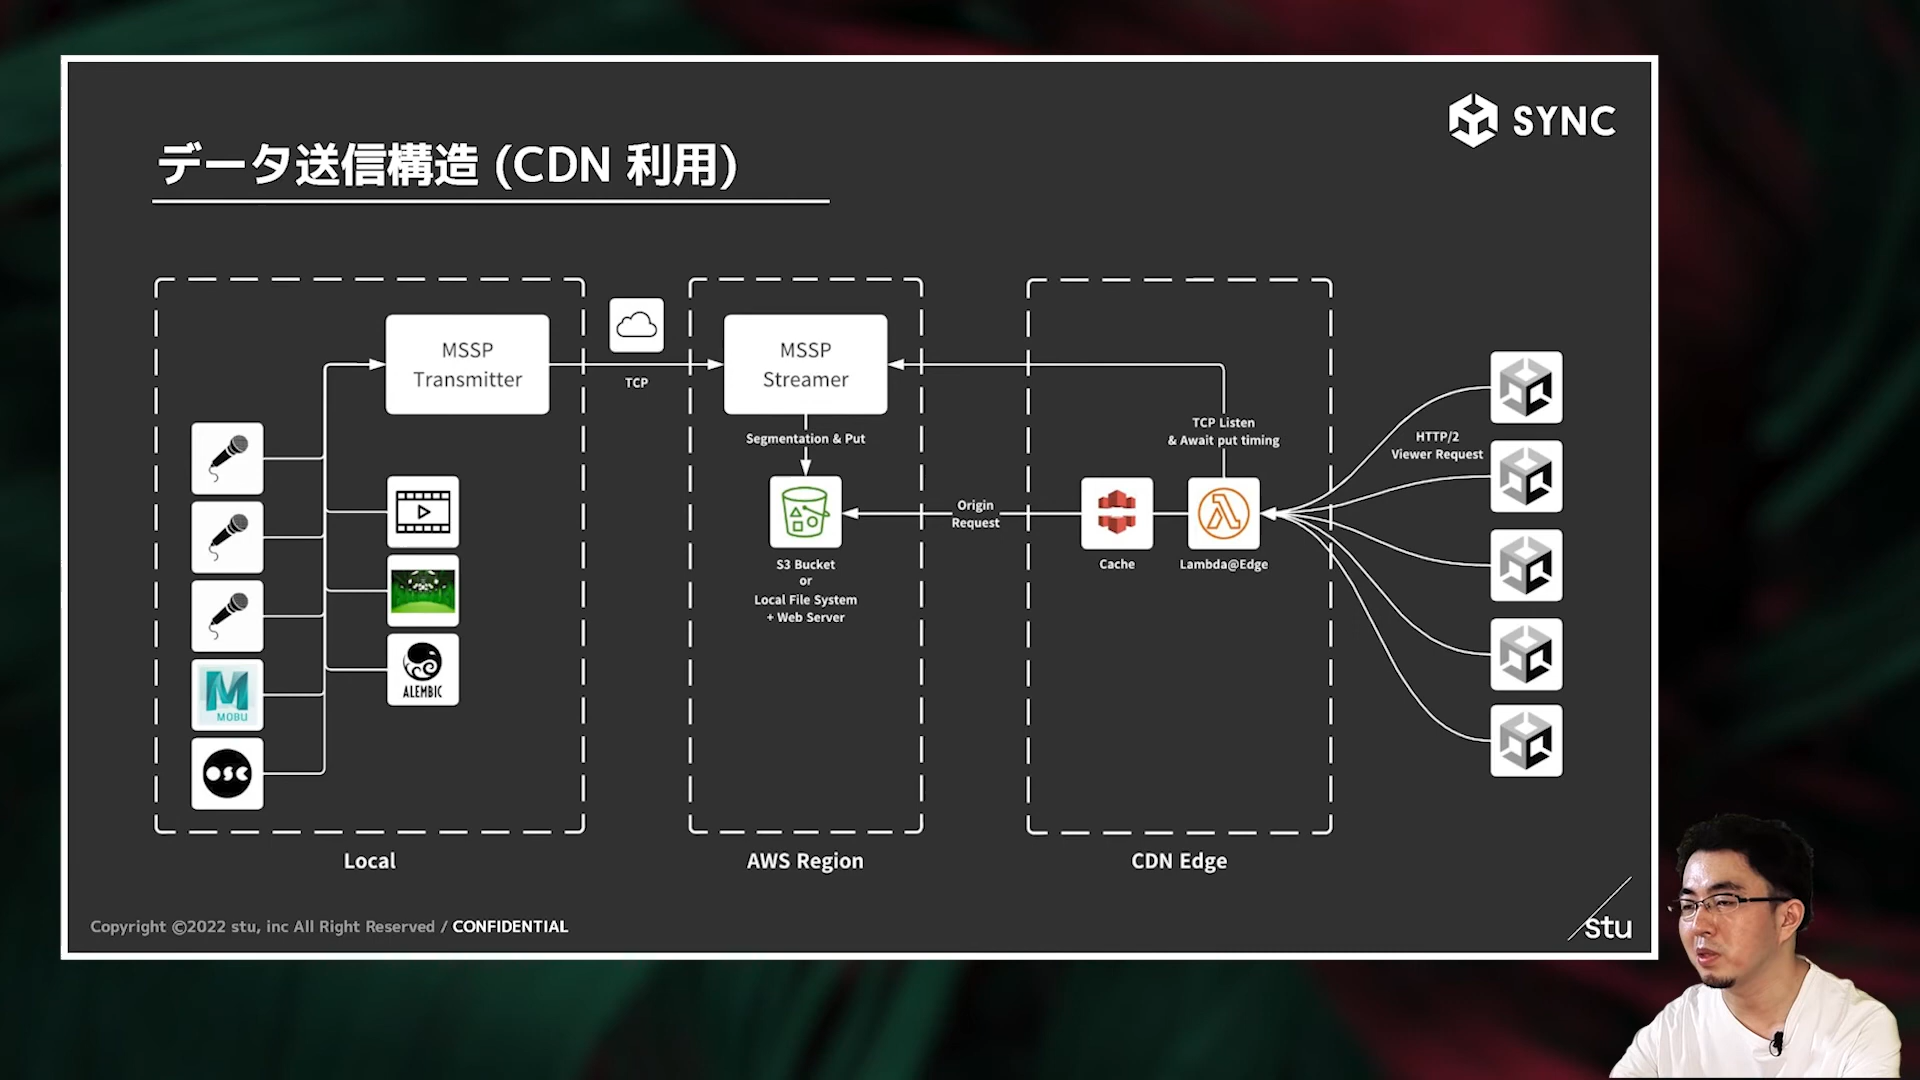 SYNC
データ送信構造 (CDN 利用)
MSSP
Transmitter
TCP
MSSP
Streamer
Segmentation & Put
S3 Bucket
or
Local File System
+ Web Server
Origin
Request
TCP Listen
& Await put timing
Cache
Lambda@Edge
HTTP/2
Viewer Request
MOBU
OSC
ALEMBIC
Local
AWS Region
CDN Edge
Copyright ©2022 stu, inc All Right Reserved / CONFIDENTIAL
stu